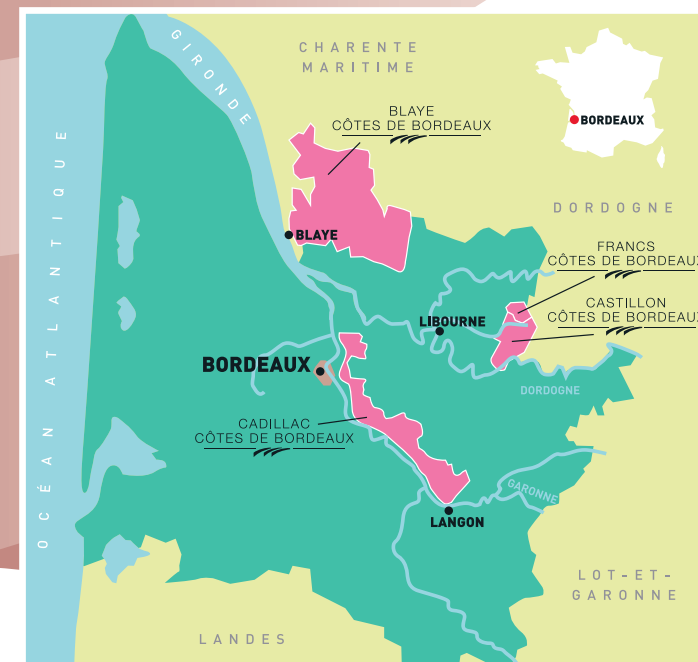 GIRONDE
CHARENTE
MARITIME
BLAYE
CÔTES DE BORDEAUX
BORDEAUX
OCÉAN ATLANTIQUE
DORDOGNE
BLAYE
FRANCS
CÔTES DE BORDEAUX
CASTILLON
CÔTES DE BORDEAUX
LIBOURNE
BORDEAUX
DORDOGNE
CADILLAC
CÔTES DE BORDEAUX
GARONNE
LANGON
LOT-ET-
GARONNE
LANDES